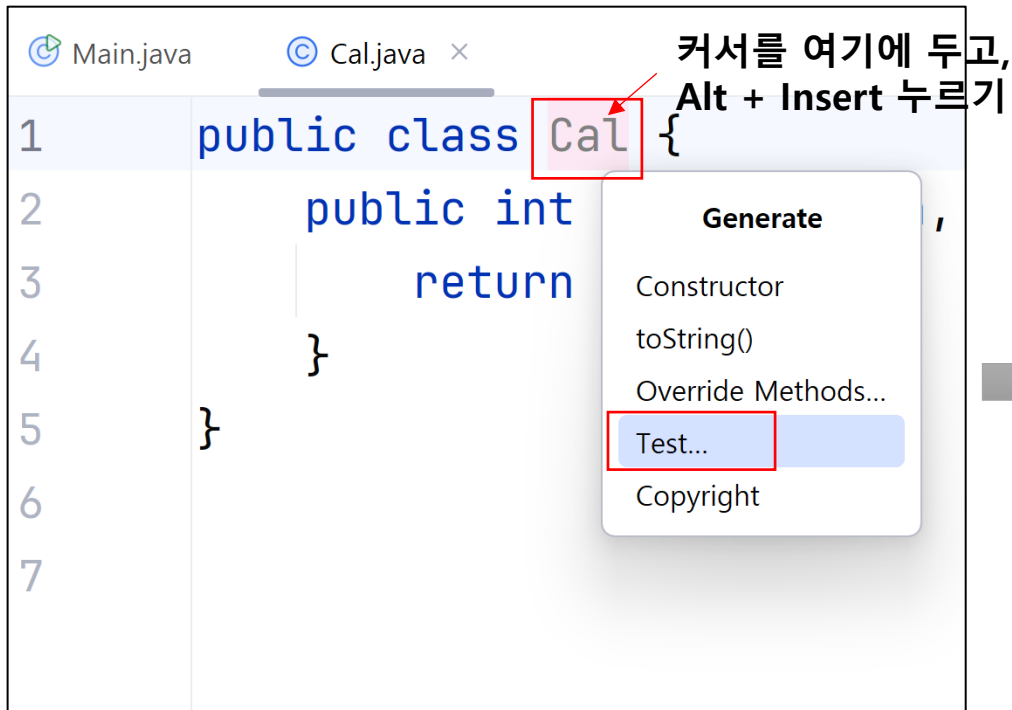 Main.java
Cal.java
커서를 여기에 두고,
Alt + Insert 누르기
1 public class Cal {
2 public int ,
3 return
4 }
5 }
6
7
Generate
Constructor
toString()
Override Methods...
Test...
Copyright